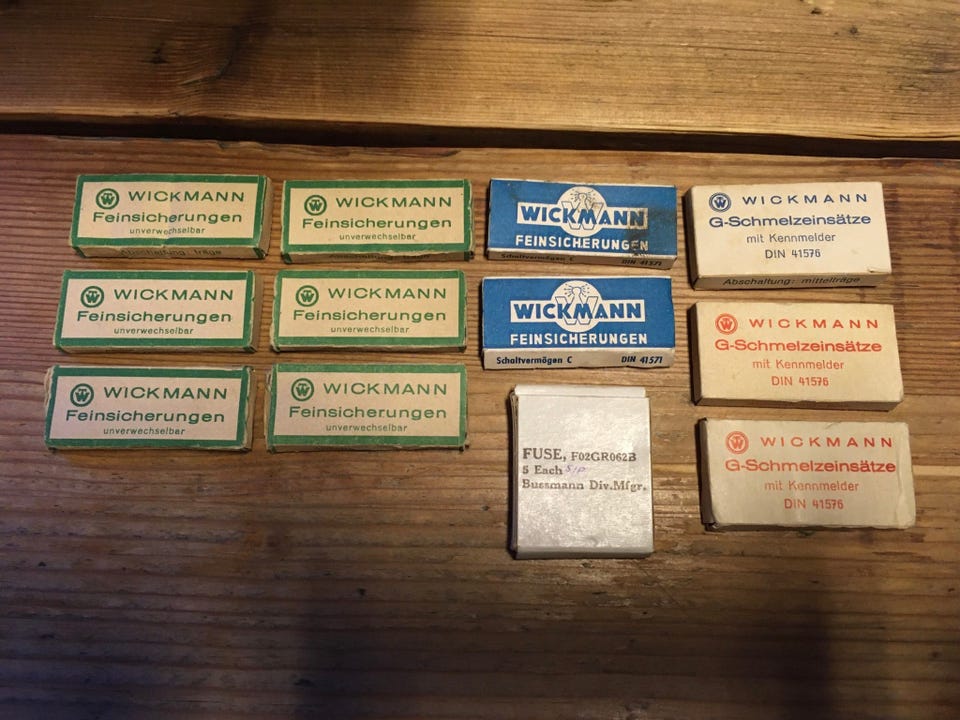 WICKMANN
Feinsicherungen
unverwechselbar
Abschaltung: träge
WICKMANN
Feinsicherungen
unverwechselbar
WICKMANN
FEINSICHERUNGEN
Schaltvermögen C DIN 41571
WICKMANN
G-Schmelzeinsätze
mit Kennmelder
DIN 41576
Abschaltung: mittelträge
WICKMANN
Feinsicherungen
unverwechselbar
WICKMANN
Feinsicherungen
unverwechselbar
WICKMANN
FEINSICHERUNGEN
Schaltvermögen C DIN 41571
WICKMANN
G-Schmelzeinsätze
mit Kennmelder
DIN 41576
WICKMANN
Feinsicherungen
unverwechselbar
WICKMANN
Feinsicherungen
unverwechselbar
FUSE, F02GR062B
5 Each
Bussmann Div.Mfgr.
WICKMANN
G-Schmelzeinsätze
mit Kennmelder
DIN 41576